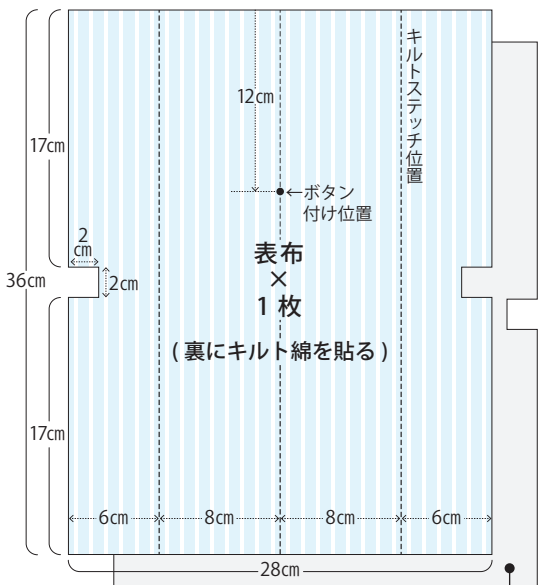 キルトステッチ位置
12cm
17cm
←ボタン
付け位置
2
cm
表布
×
1 枚
36cm
2cm
( 裏にキルト綿を貼る )
17cm
6cm
8cm
8cm
6cm
28cm